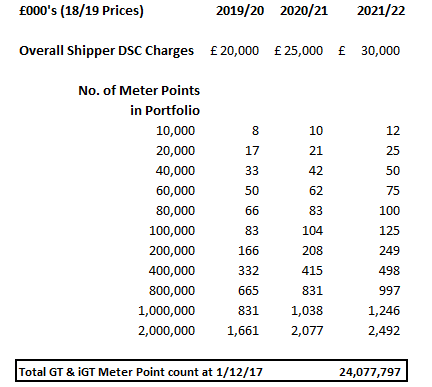 £000's (18/19 Prices) 2019/20 2020/21 2021/22
Overall Shipper DSC Charges £ 20,000 £ 25,000 £ 30,000
No. of Meter Points
in Portfolio
10,000 8 10 12
20,000 17 21 25
40,000 33 42 50
60,000 50 62 75
80,000 66 83 100
100,000 83 104 125
200,000 166 208 249
400,000 332 415 498
800,000 665 831 997
1,000,000 831 1,038 1,246
2,000,000 1,661 2,077 2,492
Total GT & iGT Meter Point count at 1/12/17 24,077,797